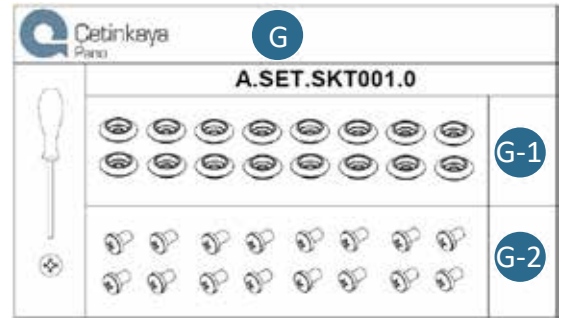 Çetinkaya
Pano
G
A.SET.SKT001.0
G-1
G-2